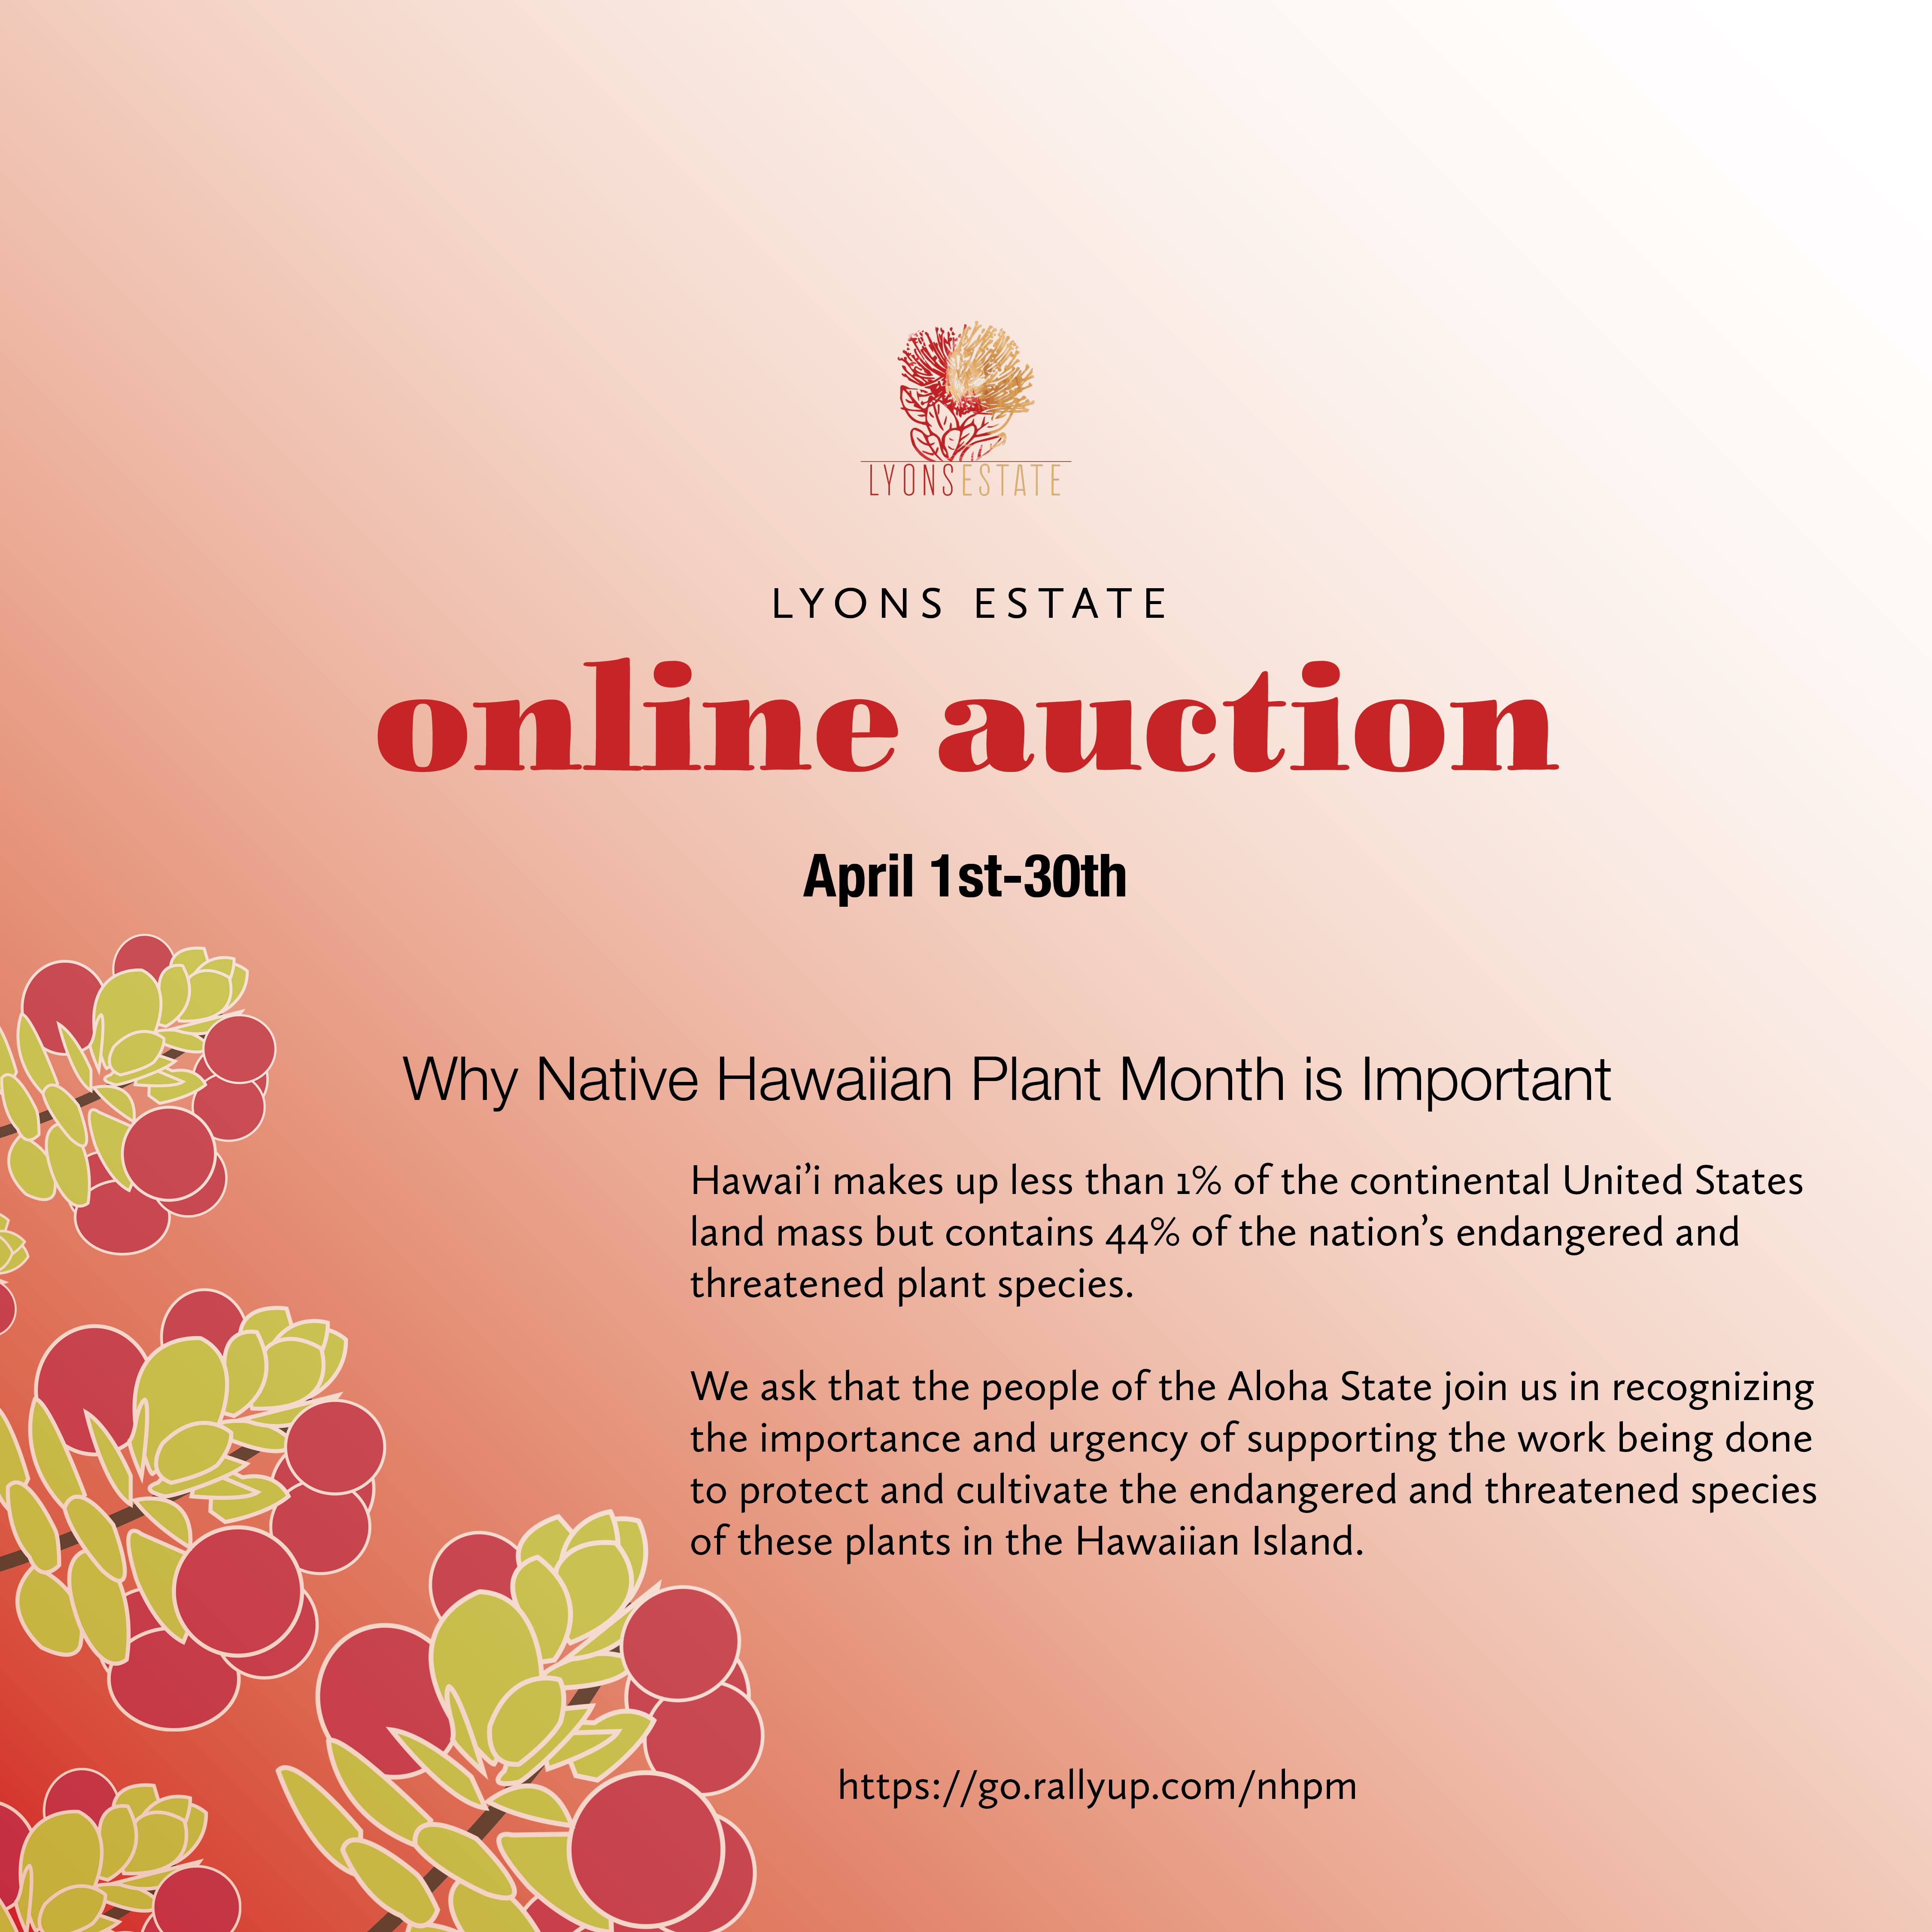 LYONSESTATE
LYONS ESTATE
online auction
April 1st-30th
Why Native Hawaiian Plant Month is Important
Hawai’i makes up less than 1% of the continental United States
land mass but contains 44% of the nation’s endangered and
threatened plant species.
We ask that the people of the Aloha State join us in recognizing
the importance and urgency of supporting the work being done
to protect and cultivate the endangered and threatened species
of these plants in the Hawaiian Island.
https://go.rallyup.com/nhpm